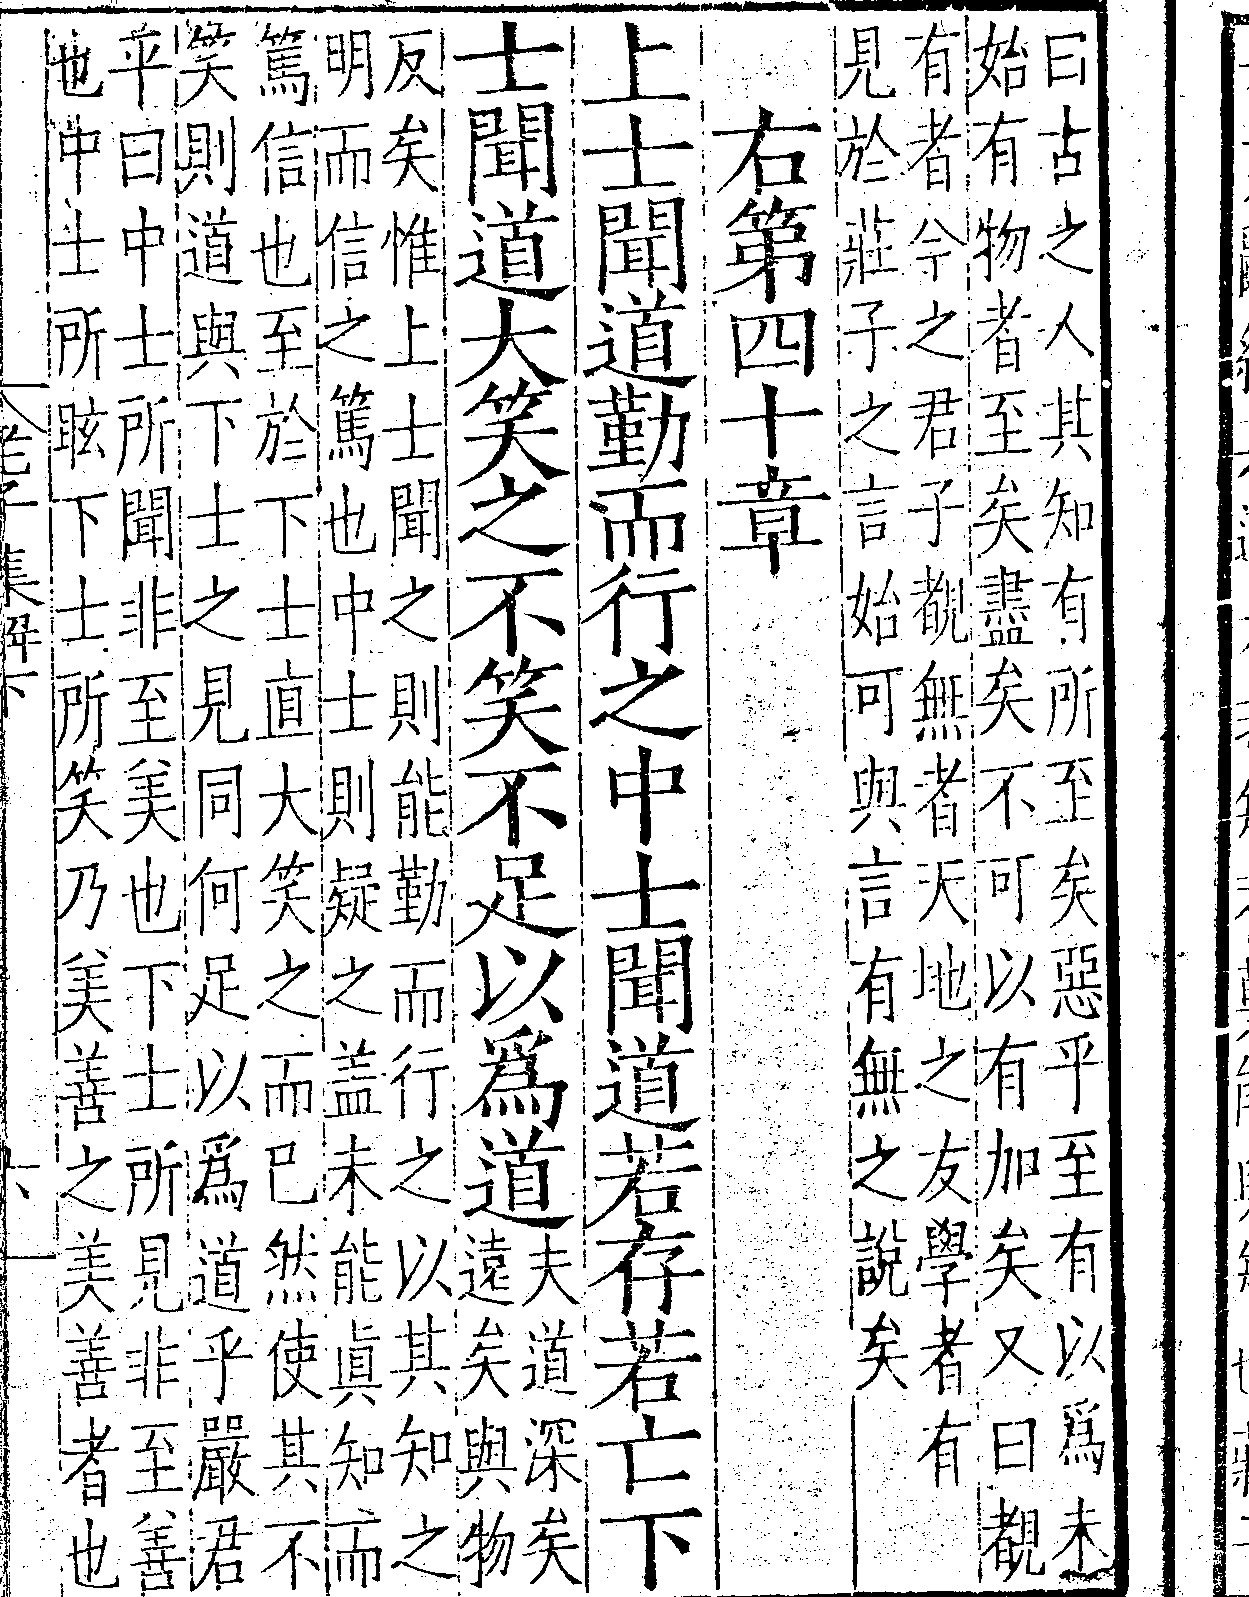 曰古之人其知有所至矣惡乎至有以爲未
始有物者至矣盡矣不可以有加矣又曰覩
有者今之君子覩無者天地之友學者有
見於莊子之言始可與言有無之說矣
右第四十章
上士聞道勤而行之中士聞道若存若亡下
士聞道大笑之不笑不足以爲道
夫道深矣
遠矣與物
反矣惟上士聞之則能勤而行之以其知之
明而信之篤也中士則疑之盖未能眞知而
篤信也至於下士直大笑之而已然使其不
笑則道與下士之見同何足以爲道乎嚴君
平曰中士所聞非至美也下士所見非至善
也中士所眩下士所笑乃美善之美善者也
老子集解下